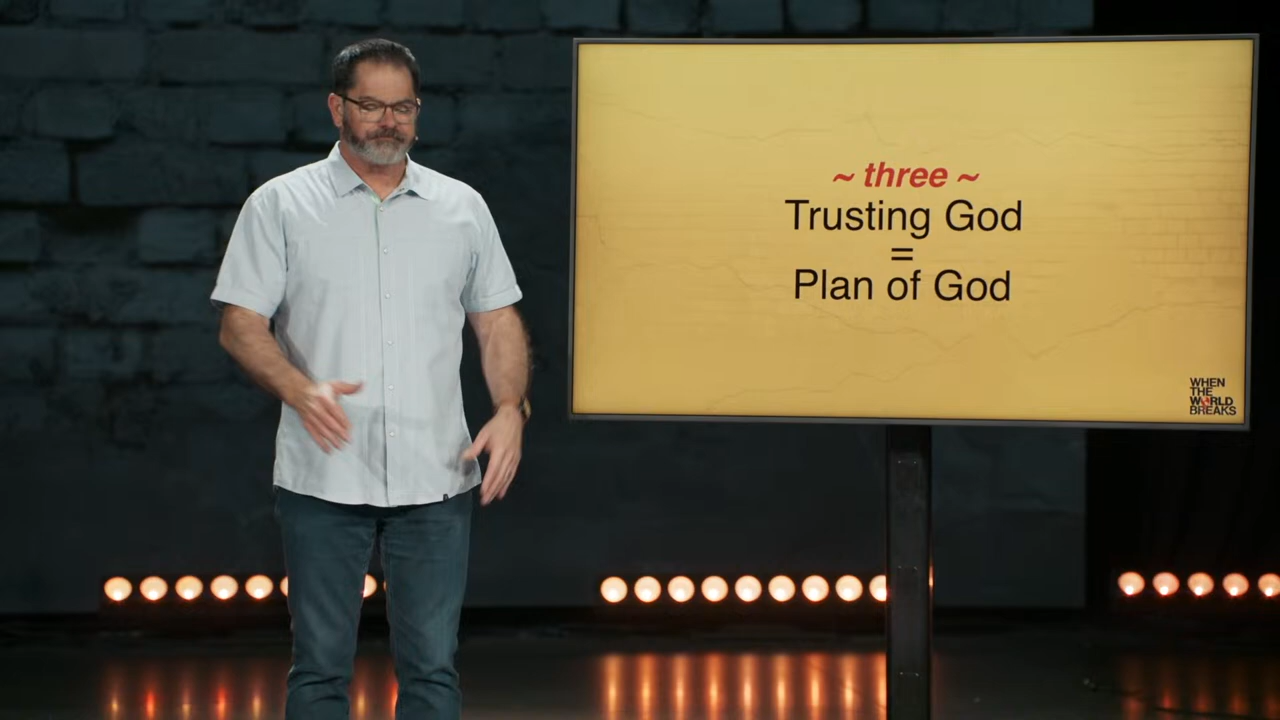 ~ three ~
Trusting God
=
Plan of God
WHEN
THE
WORLD
BREAKS